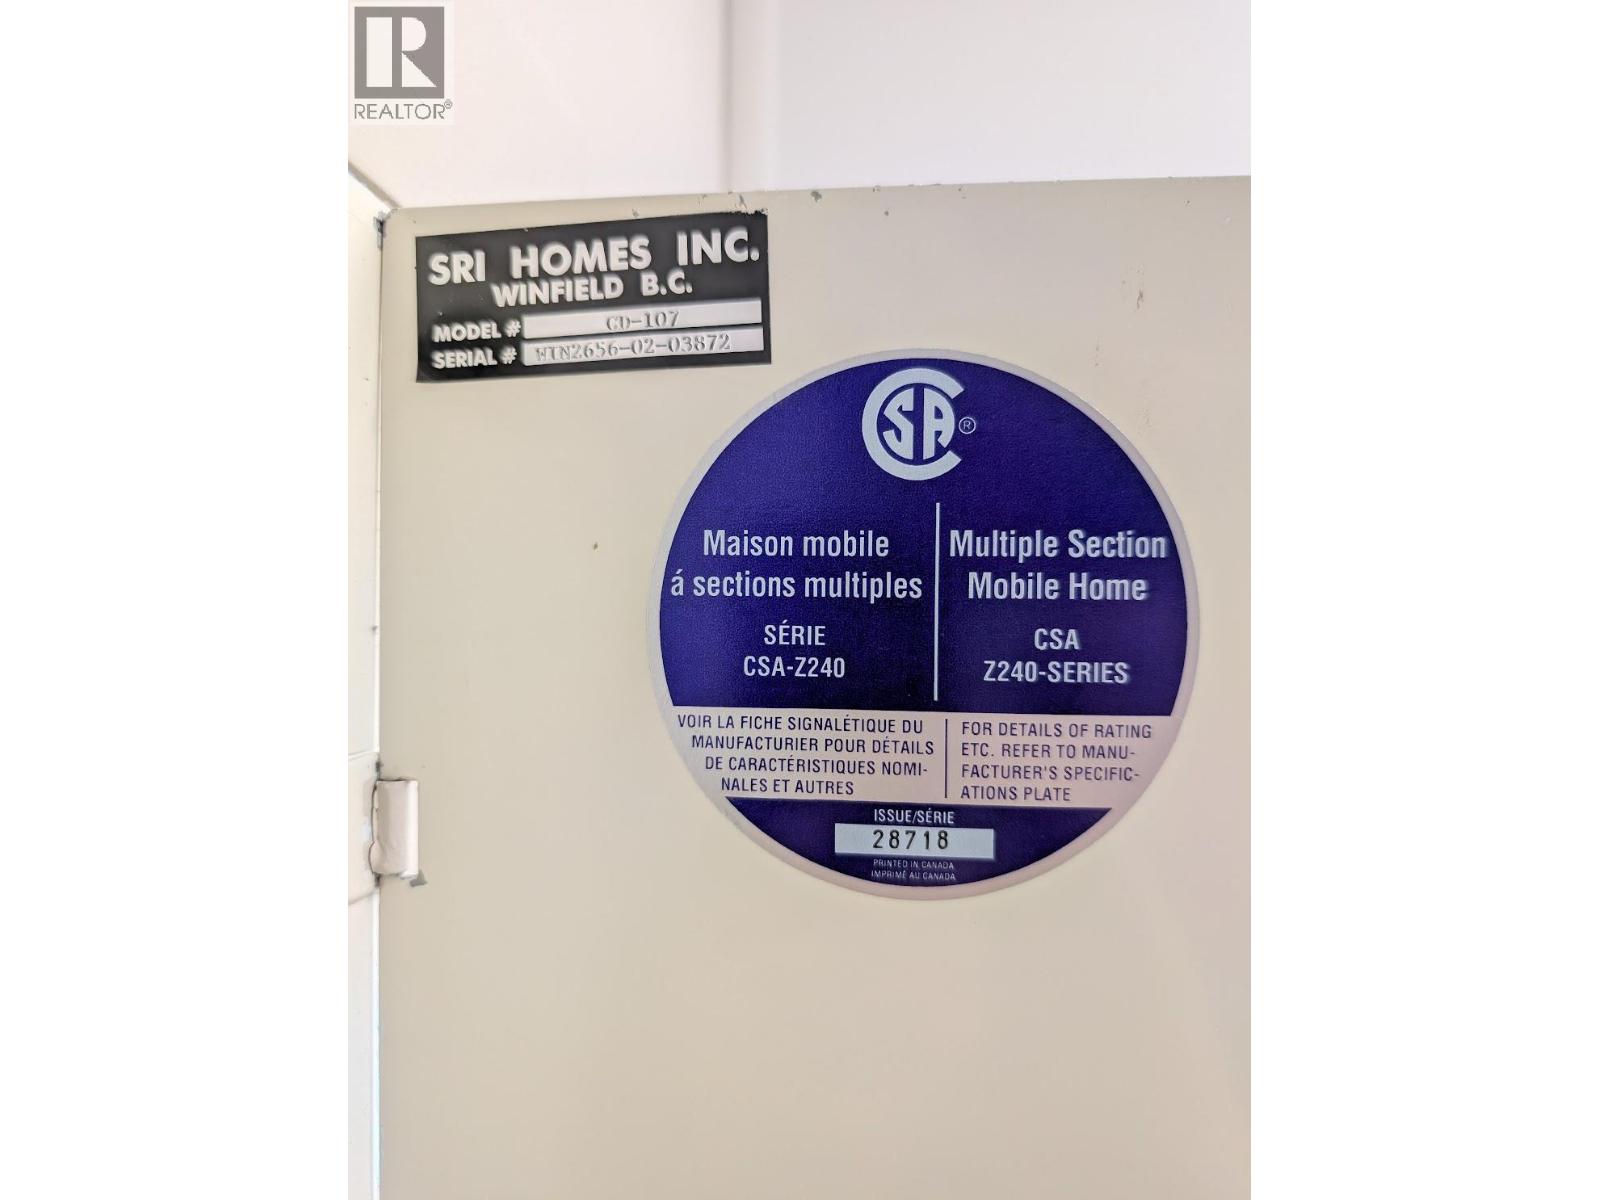 REALTOR®
SRI HOMES INC.
WINFIELD B.C.
MODEL # GD-107
SERIAL # WIN2656-02-03872
CSA ®
Maison mobile
á sections multiples
SÉRIE
CSA-Z240
Multiple Section
Mobile Home
CSA
Z240-SERIES
VOIR LA FICHE SIGNALÉTIQUE DU
MANUFACTURIER POUR DÉTAILS
DE CARACTÉRISTIQUES NOMI-
NALES ET AUTRES
FOR DETAILS OF RATING
ETC. REFER TO MANU-
FACTURER'S SPECIFIC-
ATIONS PLATE
ISSUE/SÉRIE
28718
PRINTED IN CANADA
IMPRIMÉ AU CANADA